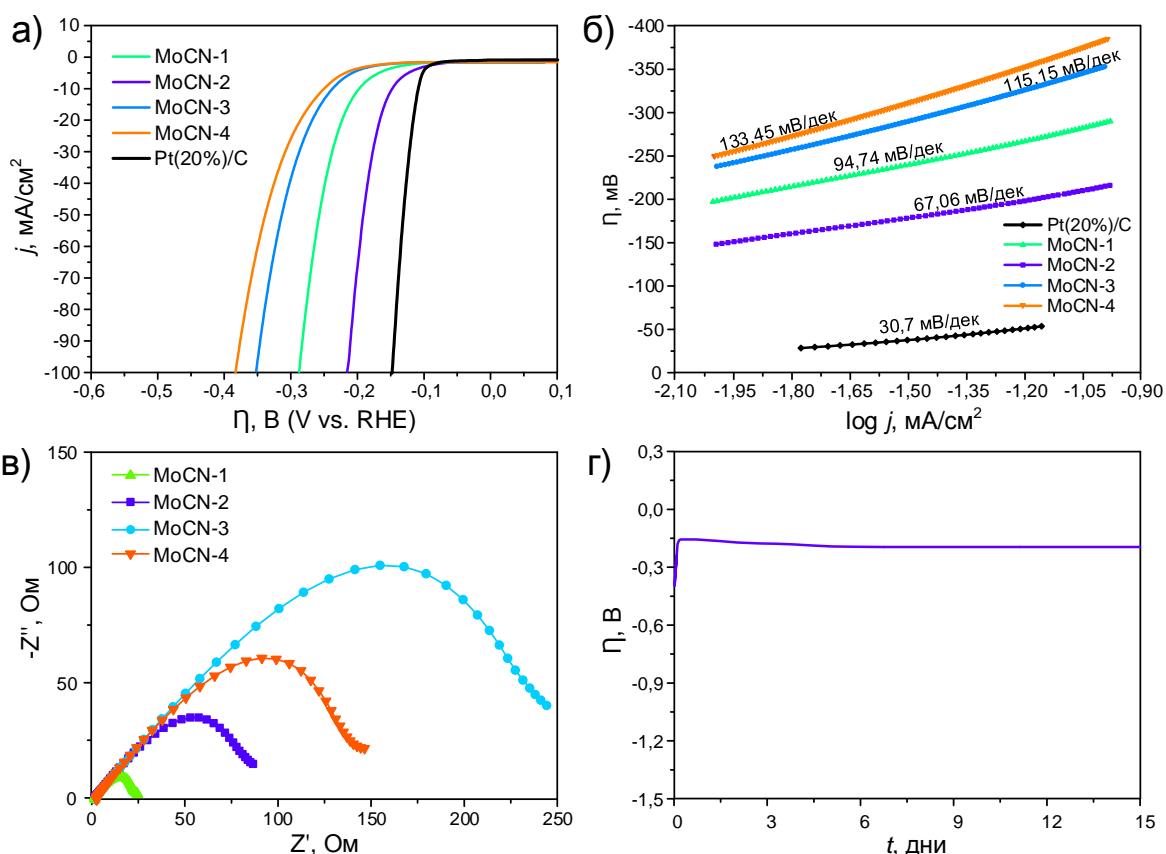 а)
10
0
-10
-20
-30
-40
-50
-60
-70
-80
-90
-100
j, мА/см²
MoCN-1
MoCN-2
MoCN-3
MoCN-4
Pt(20%)/C
-0,6
-0,5
-0,4
-0,3
-0,2
-0,1
0,0
0,1
Ƞ, В (V vs. RHE)
б)
-400
-350
-300
-250
-200
-150
-100
-50
0
Ƞ, мВ
115,15 мВ/дек
133,45 мВ/дек
94,74 мВ/дек
67,06 мВ/дек
30,7 мВ/дек
Pt(20%)/C
MoCN-1
MoCN-2
MoCN-3
MoCN-4
-2,10
-1,95
-1,80
-1,65
-1,50
-1,35
-1,20
-1,05
-0,90
log j, мА/см²
в)
150
100
50
0
-Z'', Ом
MoCN-1
MoCN-2
MoCN-3
MoCN-4
0
50
100
150
200
250
Z', Ом
г)
0,3
0,0
-0,3
-0,6
-0,9
-1,2
-1,5
Ƞ, В
0
3
6
9
12
15
t, дни